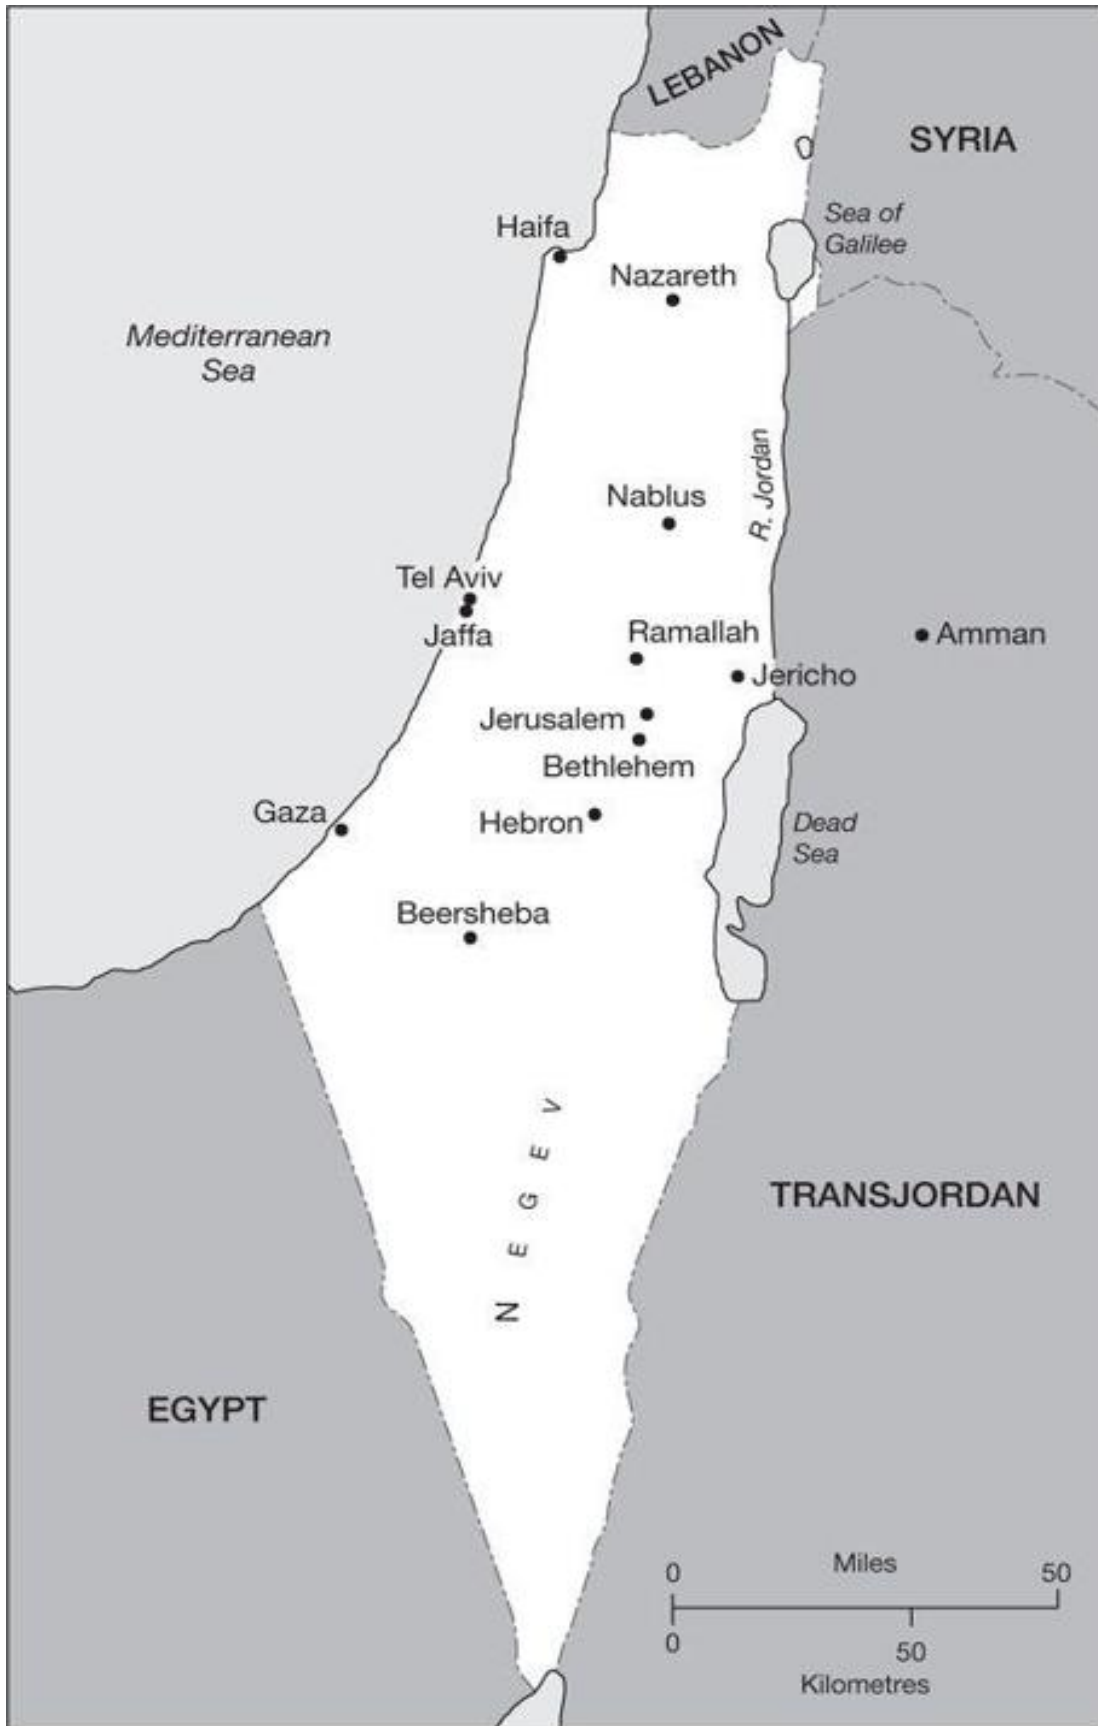 LEBANON
SYRIA
Sea of
Galilee
Haifa
Nazareth
Mediterranean
Sea
R. Jordan
Nablus
Tel Aviv
Jaffa
Ramallah
Amman
Jericho
Jerusalem
Bethlehem
Gaza
Hebron
Dead
Sea
Beersheba
NEGEV
TRANSJORDAN
EGYPT
0 Miles 50
0 50
Kilometres